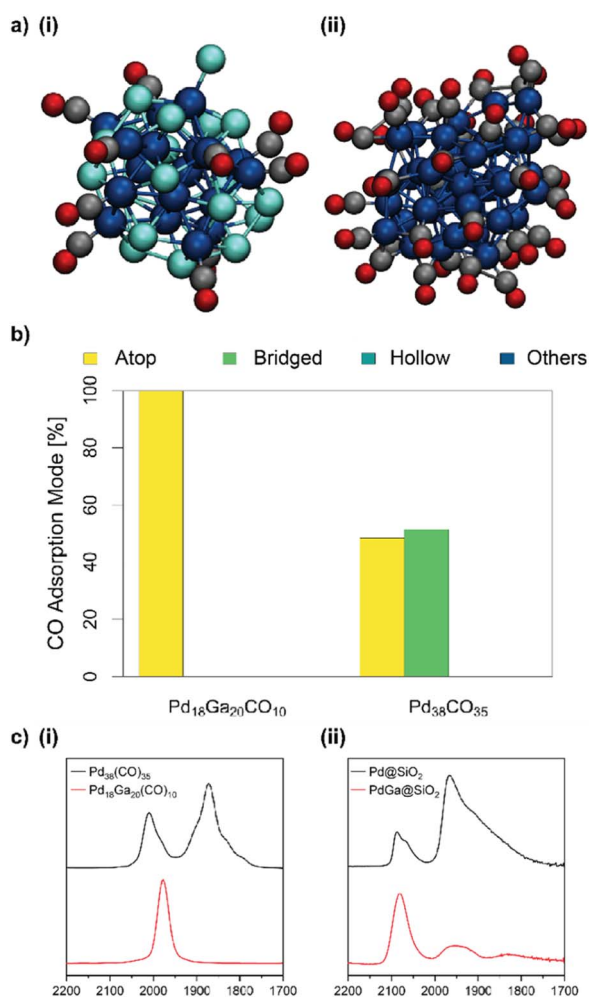 a) (i) (ii)
b)
Atop Bridged Hollow Others
CO Adsorption Mode [%]
100
80
60
40
20
0
Pd₁₈Ga₂₀CO₁₀ Pd₃₈CO₃₅
c) (i) (ii)
Pd₃₈(CO)₃₅
Pd₁₈Ga₂₀(CO)₁₀
Pd@SiO₂
PdGa@SiO₂
2200 2100 2000 1900 1800 1700
2200 2100 2000 1900 1800 1700